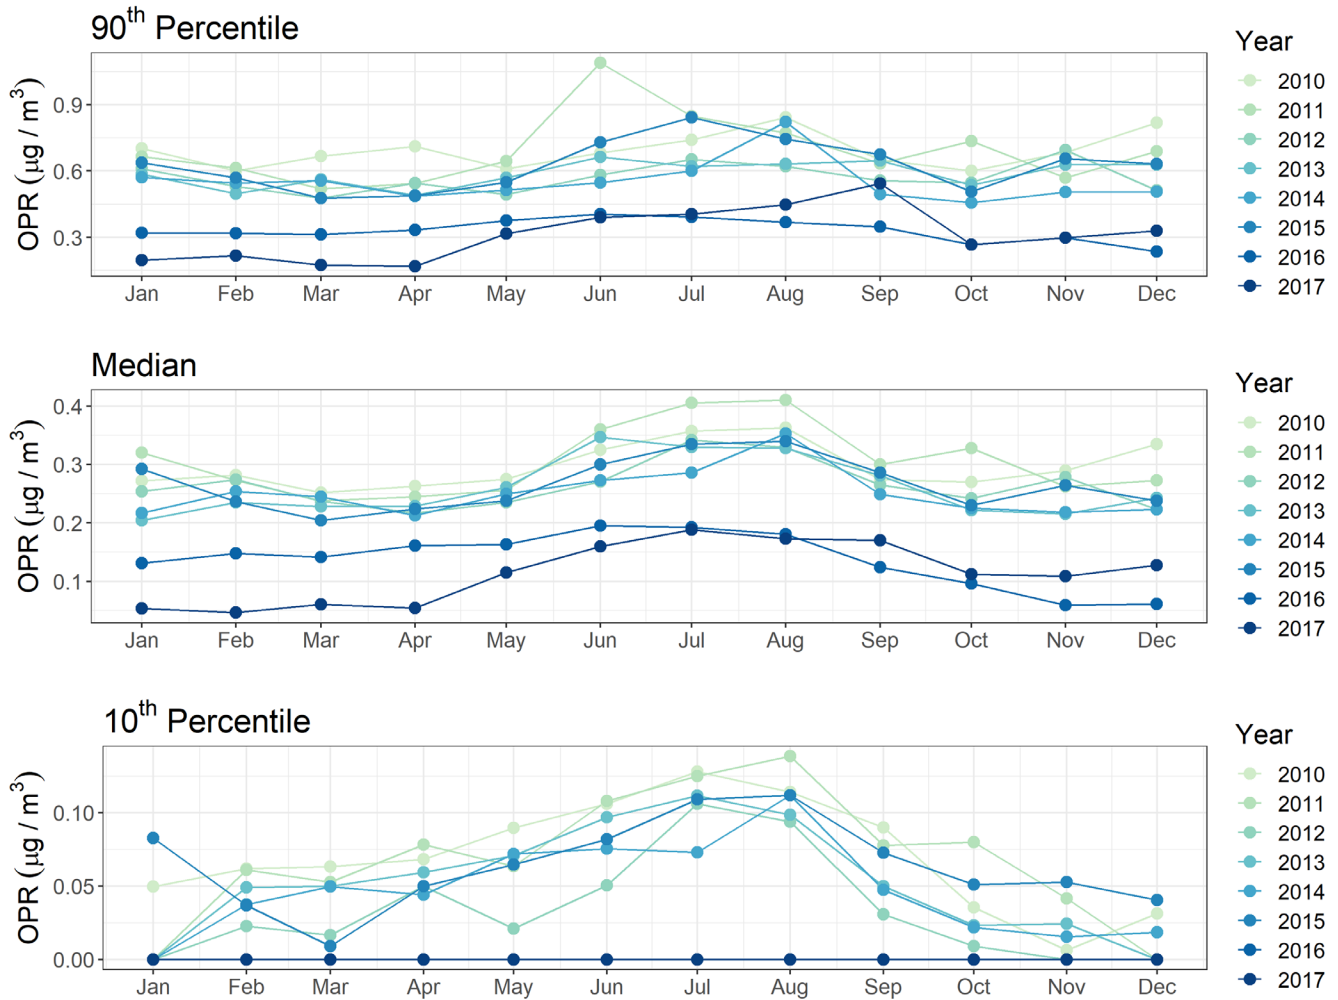 90th Percentile
OPR (μg / m3)
0.9
0.6
0.3
Jan Feb Mar Apr May Jun Jul Aug Sep Oct Nov Dec
Year
2010
2011
2012
2013
2014
2015
2016
2017
Median
OPR (μg / m3)
0.4
0.3
0.2
0.1
Jan Feb Mar Apr May Jun Jul Aug Sep Oct Nov Dec
Year
2010
2011
2012
2013
2014
2015
2016
2017
10th Percentile
OPR (μg / m3)
0.10
0.05
0.00
Jan Feb Mar Apr May Jun Jul Aug Sep Oct Nov Dec
Year
2010
2011
2012
2013
2014
2015
2016
2017